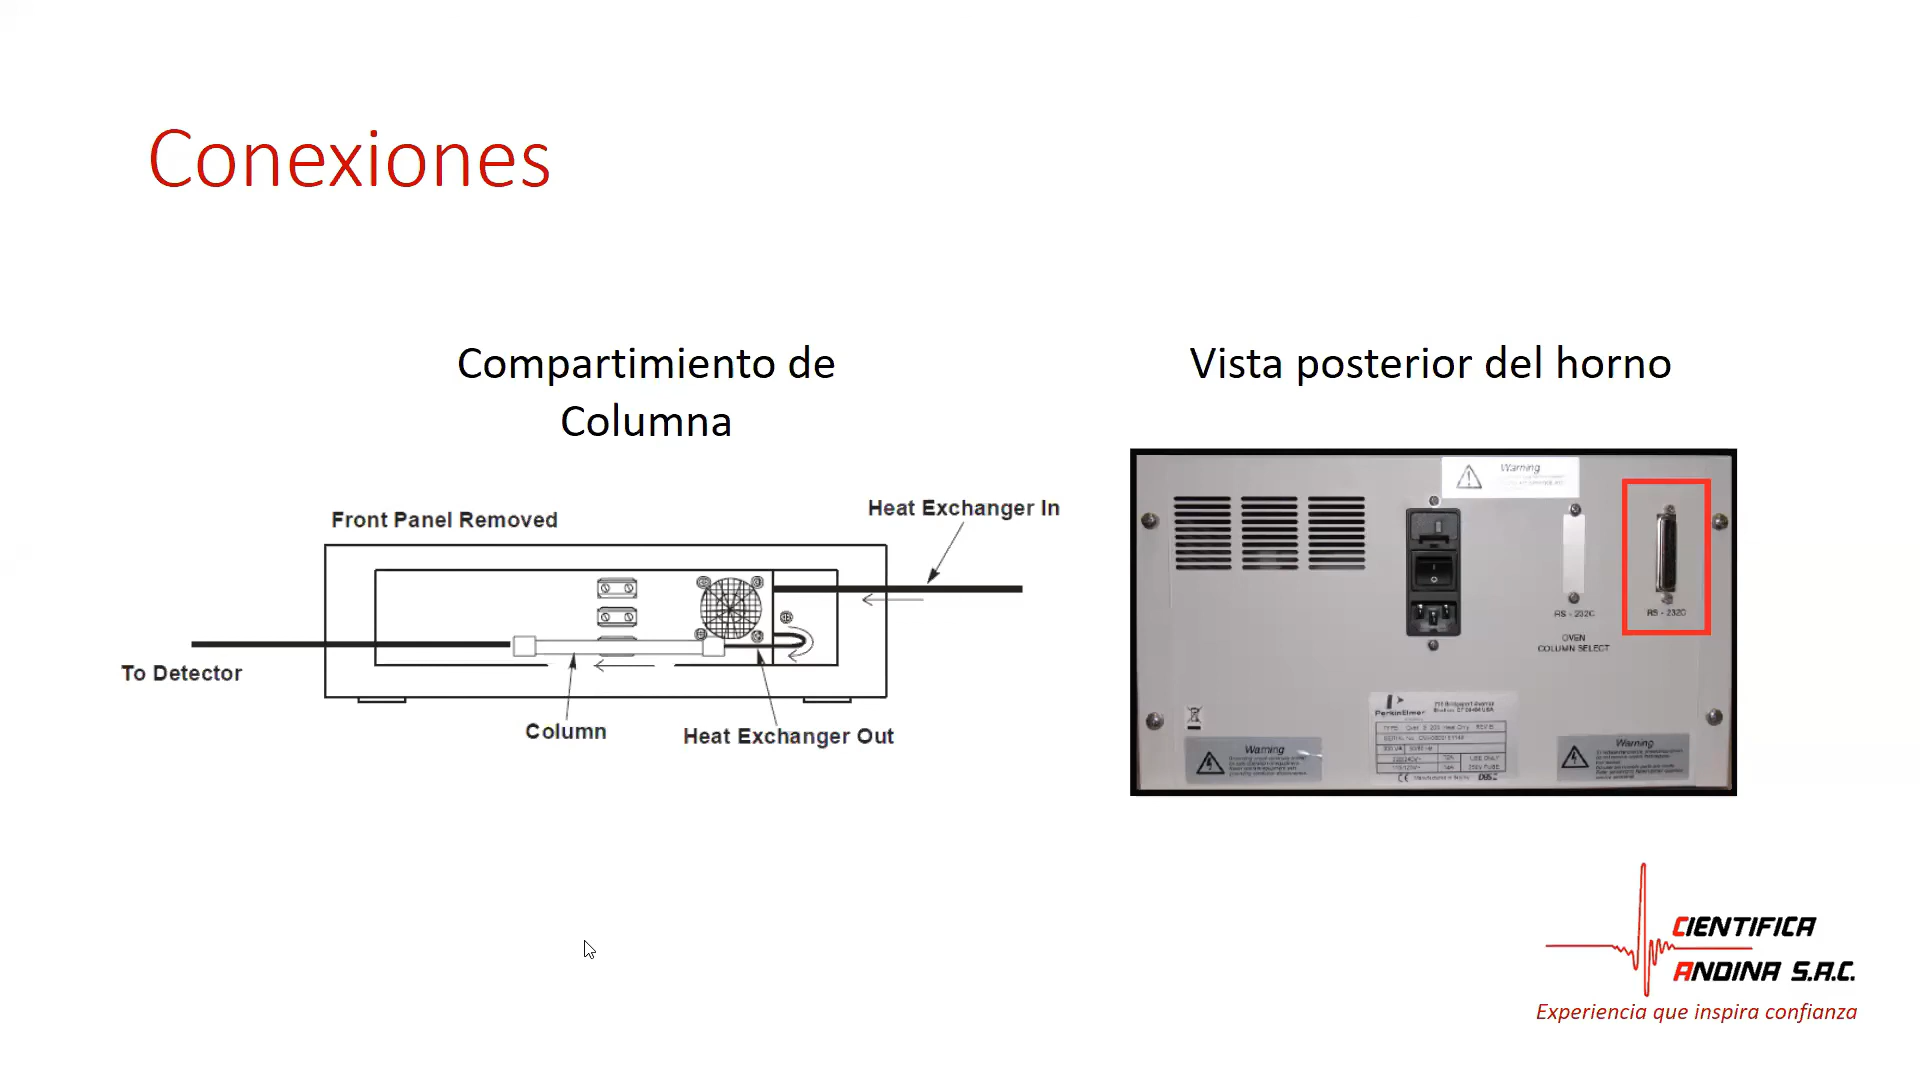 Conexiones
Compartimiento de
Columna
Vista posterior del horno
Front Panel Removed
Heat Exchanger In
To Detector
Column
Heat Exchanger Out
Warning
RS - 232C
RS - 232C
OVEN
COLUMN SELECT
PerkinElmer
Warning
Warning
CIENTIFICA
ANDINA S.A.C.
Experiencia que inspira confianza